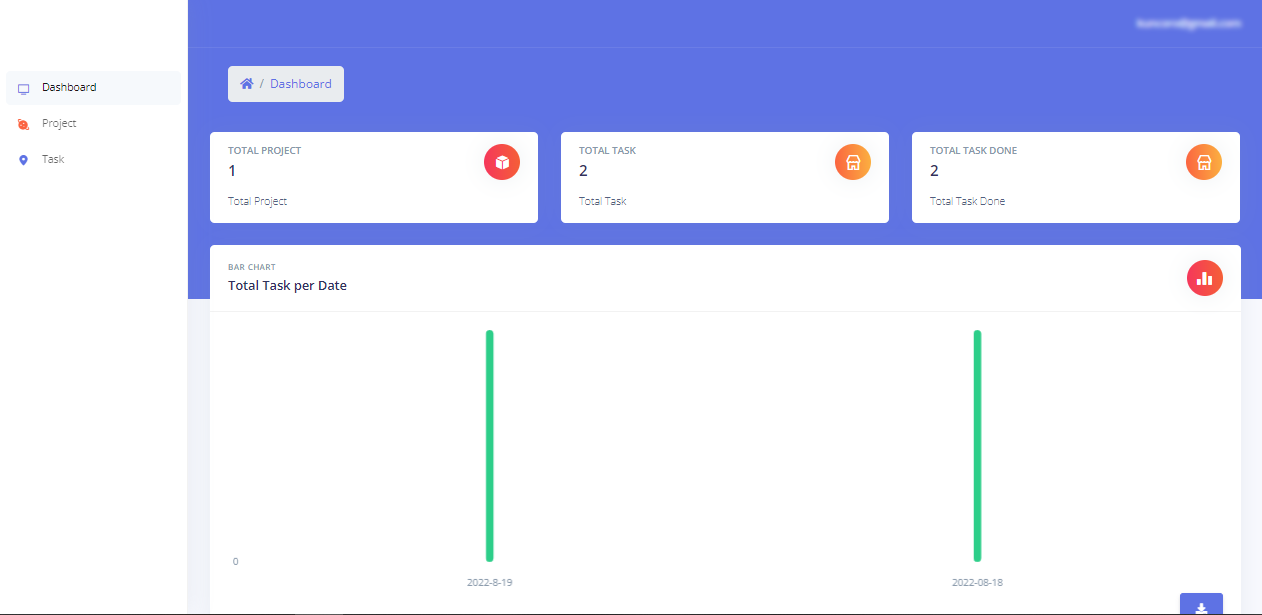 Dashboard
Project
Task
/ Dashboard
TOTAL PROJECT
1
Total Project
TOTAL TASK
2
Total Task
TOTAL TASK DONE
2
Total Task Done
BAR CHART
Total Task per Date
0
2022-8-19
2022-08-18